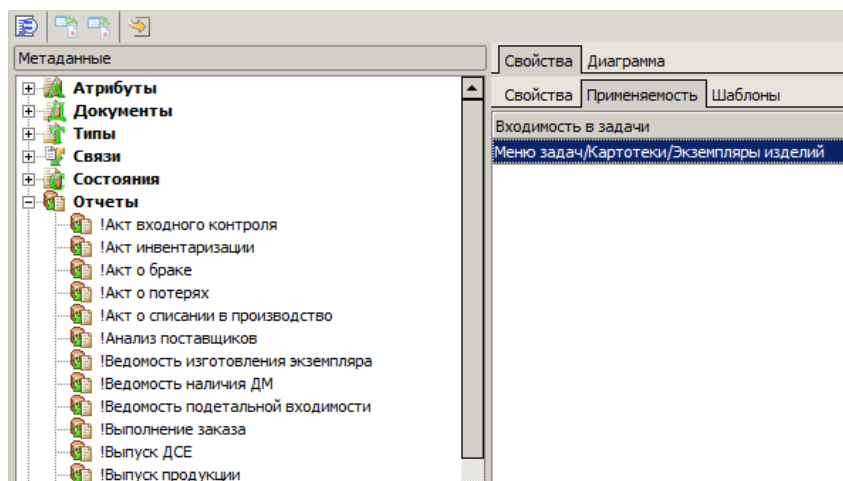 Метаданные
Атрибуты
Документы
Типы
Связи
Состояния
Отчеты
!Акт входного контроля
!Акт инвентаризации
!Акт о браке
!Акт о потерях
!Акт о списании в производство
!Анализ поставщиков
!Ведомость изготовления экземпляра
!Ведомость наличия ДМ
!Ведомость подетальной входимости
!Выполнение заказа
!Выпуск ДСЕ
!Выпуск продукции
Свойства Диаграмма
Свойства Применяемость Шаблоны
Входимость в задачи
Меню задач/Картотеки/Экземпляры изделий